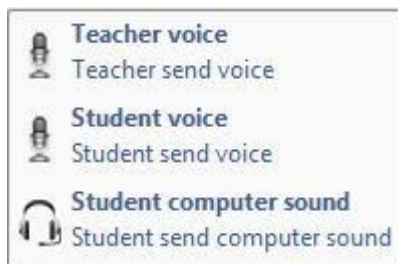 Teacher voice
Teacher send voice
Student voice
Student send voice
Student computer sound
Student send computer sound